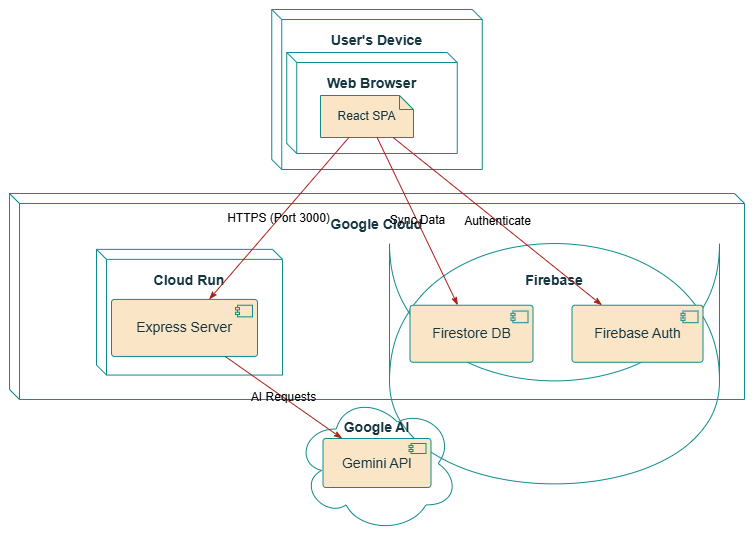 User's Device
Web Browser
React SPA
HTTPS (Port 3000)
Sync Data
Authenticate
Google Cloud
Cloud Run
Firebase
Express Server
Firestore DB
Firebase Auth
AI Requests
Google AI
Gemini API